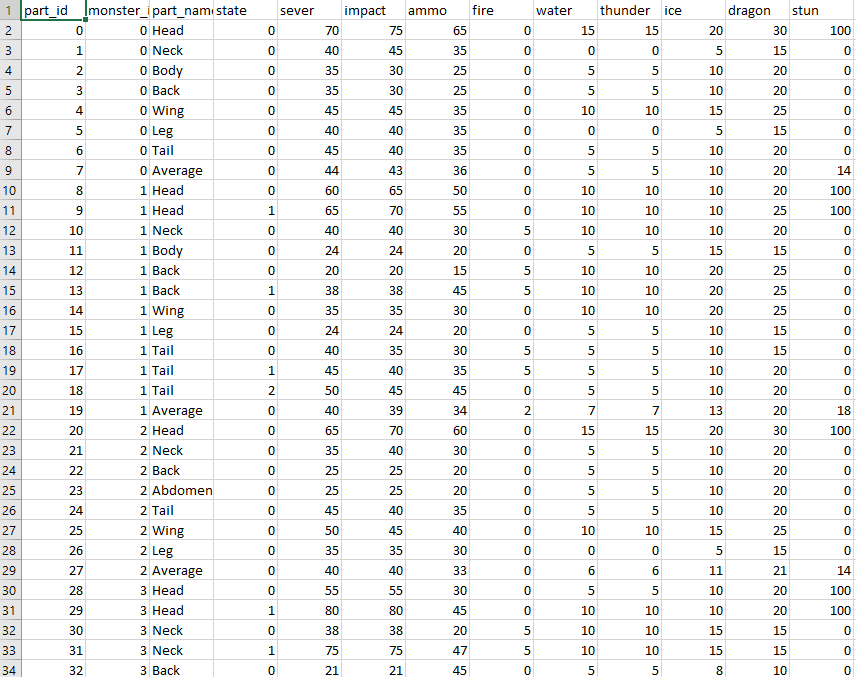 1 part_id monster_i part_name state sever impact ammo fire water thunder ice dragon stun
2 0 0 Head 0 70 75 65 0 15 15 20 30 100
3 1 0 Neck 0 40 45 35 0 0 0 5 15 0
4 2 0 Body 0 35 30 25 0 5 5 10 20 0
5 3 0 Back 0 35 30 25 0 5 5 10 20 0
6 4 0 Wing 0 45 45 35 0 10 10 15 25 0
7 5 0 Leg 0 40 40 35 0 0 0 5 15 0
8 6 0 Tail 0 45 40 35 0 5 5 10 20 0
9 7 0 Average 0 44 43 36 0 5 5 10 20 14
10 8 1 Head 0 60 65 50 0 10 10 10 20 100
11 9 1 Head 1 65 70 55 0 10 10 10 25 100
12 10 1 Neck 0 40 40 30 5 10 10 10 20 0
13 11 1 Body 0 24 24 20 0 5 5 15 15 0
14 12 1 Back 0 20 20 15 5 10 10 20 25 0
15 13 1 Back 1 38 38 45 5 10 10 20 25 0
16 14 1 Wing 0 35 35 30 0 10 10 20 25 0
17 15 1 Leg 0 24 24 20 0 5 5 10 15 0
18 16 1 Tail 0 40 35 30 5 5 5 10 15 0
19 17 1 Tail 1 45 40 35 5 5 5 10 15 0
20 18 1 Tail 2 50 45 45 0 5 5 10 20 0
21 19 1 Average 0 40 39 34 2 7 7 13 20 18
22 20 2 Head 0 65 70 60 0 15 15 20 30 100
23 21 2 Neck 0 35 40 30 0 5 5 10 20 0
24 22 2 Back 0 25 25 20 0 5 5 10 20 0
25 23 2 Abdomen 0 25 25 20 0 5 5 10 20 0
26 24 2 Tail 0 45 40 35 0 5 5 10 20 0
27 25 2 Wing 0 50 45 40 0 10 10 15 25 0
28 26 2 Leg 0 35 35 30 0 0 0 5 15 0
29 27 2 Average 0 40 40 33 0 6 6 11 21 14
30 28 3 Head 0 55 55 30 0 5 5 10 20 100
31 29 3 Head 1 80 80 45 0 10 10 10 20 100
32 30 3 Neck 0 38 38 20 5 10 10 15 15 0
33 31 3 Neck 1 75 75 47 5 10 10 15 15 0
34 32 3 Back 0 21 21 45 0 5 5 8 10 0